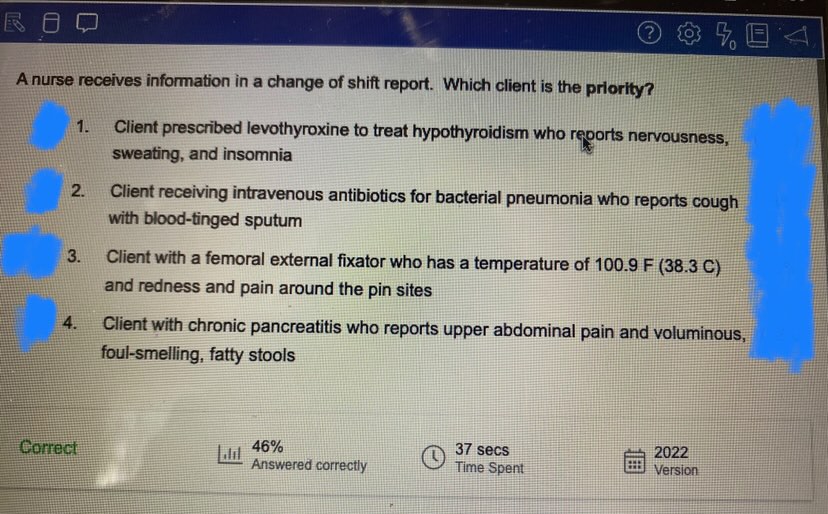 A nurse receives information in a change of shift report. Which client is the priority?
1. Client prescribed levothyroxine to treat hypothyroidism who reports nervousness,
sweating, and insomnia
2. Client receiving intravenous antibiotics for bacterial pneumonia who reports cough
with blood-tinged sputum
3. Client with a femoral external fixator who has a temperature of 100.9 F (38.3 C)
and redness and pain around the pin sites
4. Client with chronic pancreatitis who reports upper abdominal pain and voluminous,
foul-smelling, fatty stools
Correct
46%
Answered correctly
37 secs
Time Spent
2022
Version